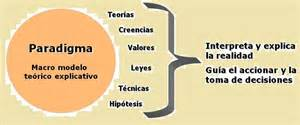 Paradigma
Macro modelo
teórico explicativo
Teorías
Creencias
Valores
Leyes
Técnicas
Hipótesis
Interpreta y explica
la realidad
Guía el accionar y la
toma de decisiones